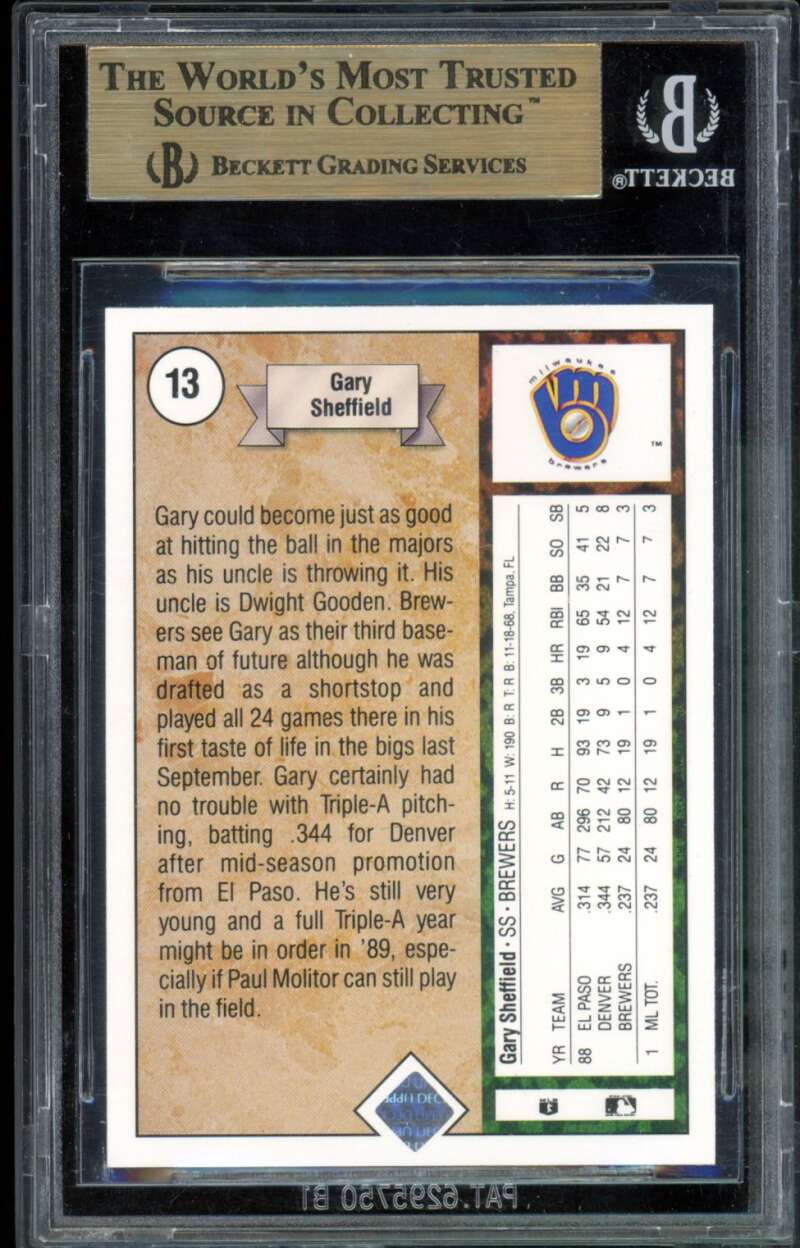 THE WORLD'S MOST TRUSTED
SOURCE IN COLLECTING™
(B) BECKETT GRADING SERVICES
B
BECKETT®
13
Gary
Sheffield
milwaukee
brewers
TM
Gary could become just as good
at hitting the ball in the majors
as his uncle is throwing it. His
uncle is Dwight Gooden. Brew-
ers see Gary as their third base-
man of future although he was
drafted as a shortstop and
played all 24 games there in his
first taste of life in the bigs last
September. Gary certainly had
no trouble with Triple-A pitch-
ing, batting .344 for Denver
after mid-season promotion
from El Paso. He's still very
young and a full Triple-A year
might be in order in '89, espe-
cially if Paul Molitor can still play
in the field.
Gary Sheffield · SS · BREWERS H: 5-11 W: 190 B: R T: R B: 11-18-68, Tampa, FL
YR TEAM AVG G AB R H 2B 3B HR RBI BB SO SB
88 EL PASO .314 77 296 70 93 19 3 19 65 35 41 5
DENVER .344 57 212 42 73 9 5 9 54 21 22 8
BREWERS .237 24 80 12 19 1 0 4 12 7 7 3
1 ML TOT. .237 24 80 12 19 1 0 4 12 7 7 3
PAT.6295750 B1